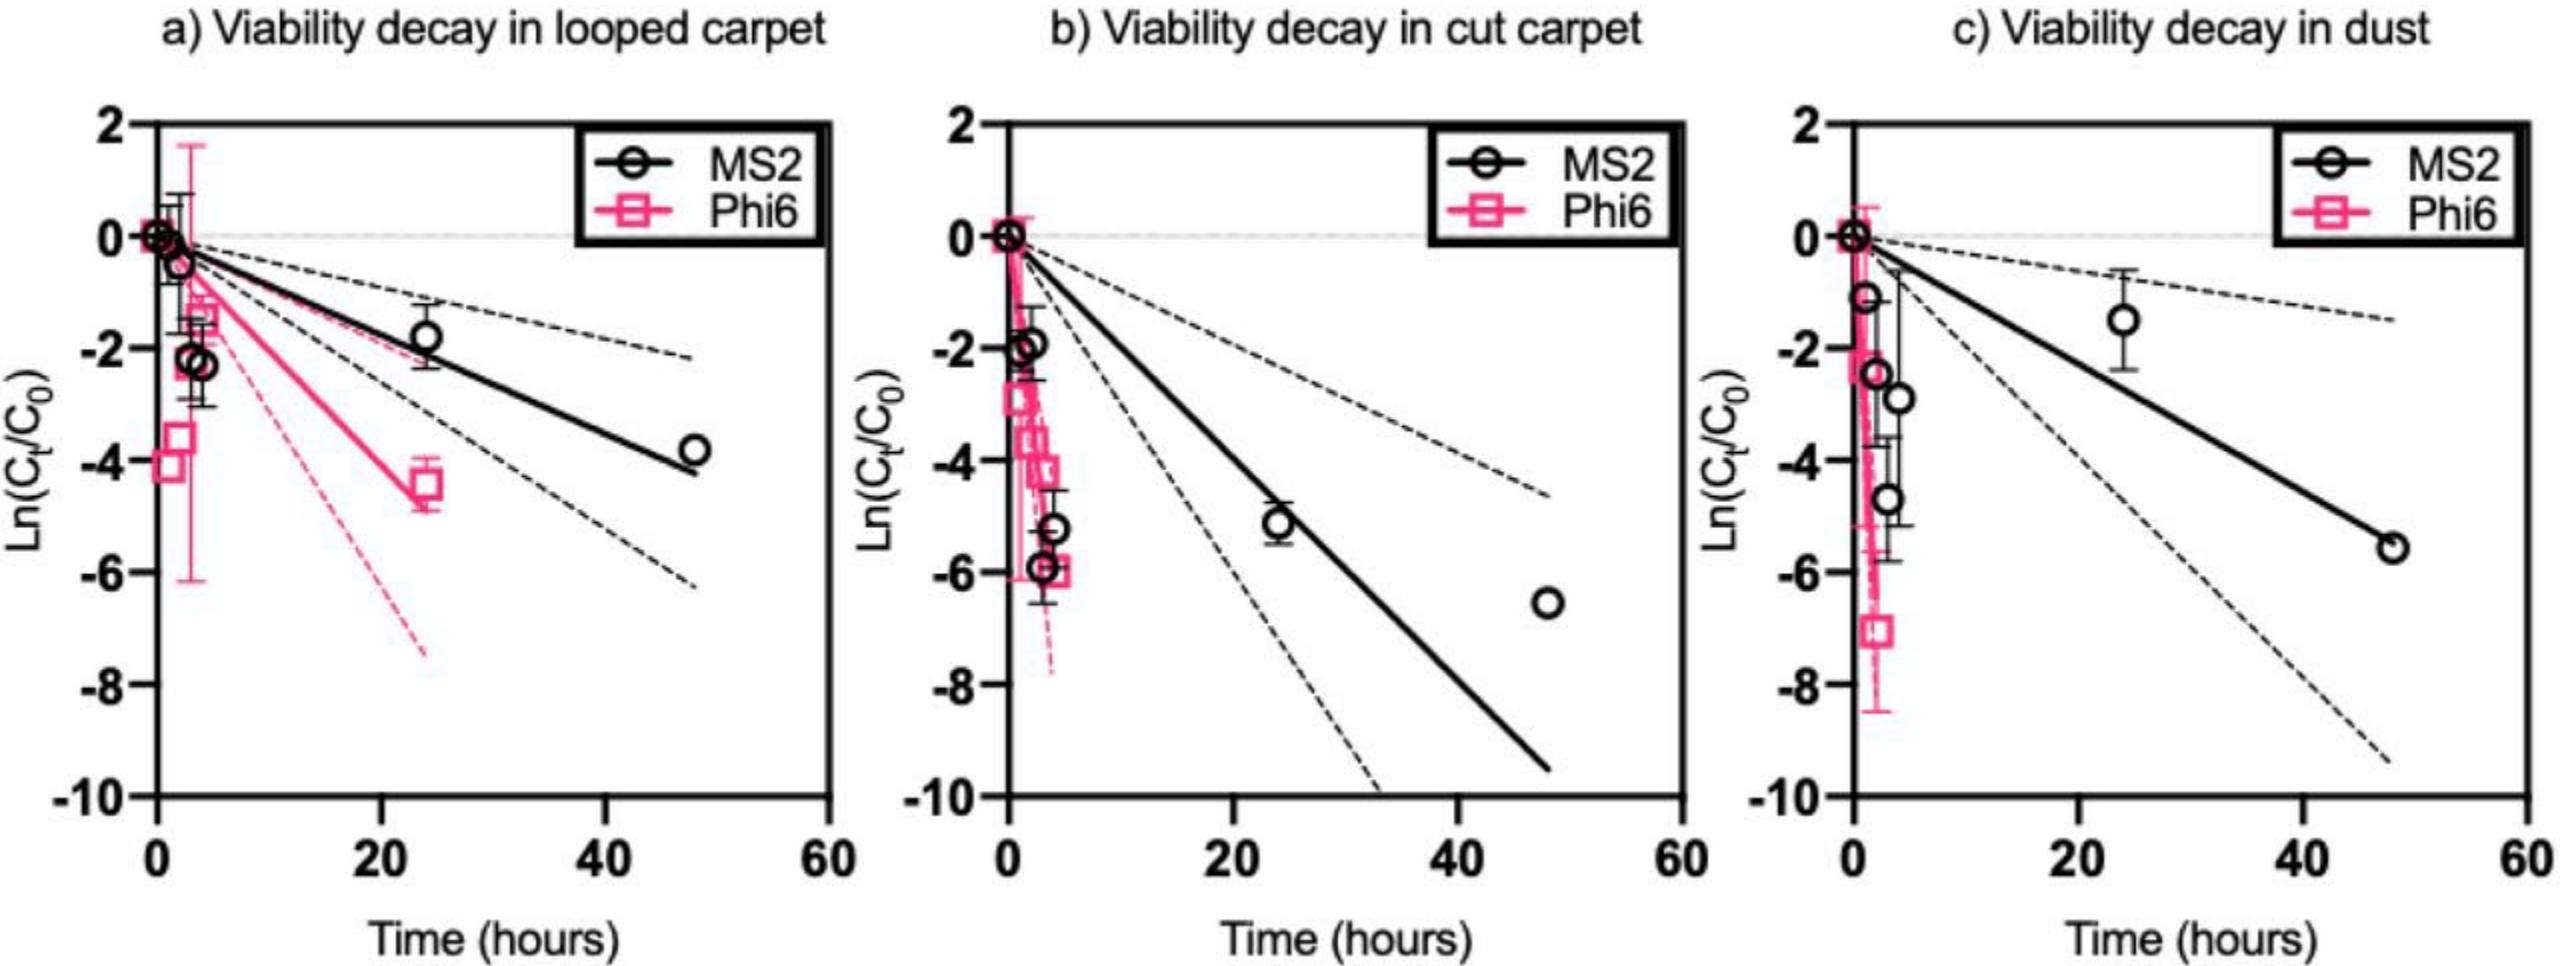 a) Viability decay in looped carpet
b) Viability decay in cut carpet
c) Viability decay in dust
Ln(Ct/C0)
2
0
-2
-4
-6
-8
-10
MS2
Phi6
0
20
40
60
Time (hours)
Ln(Ct/C0)
2
0
-2
-4
-6
-8
-10
MS2
Phi6
0
20
40
60
Time (hours)
Ln(Ct/C0)
2
0
-2
-4
-6
-8
-10
MS2
Phi6
0
20
40
60
Time (hours)